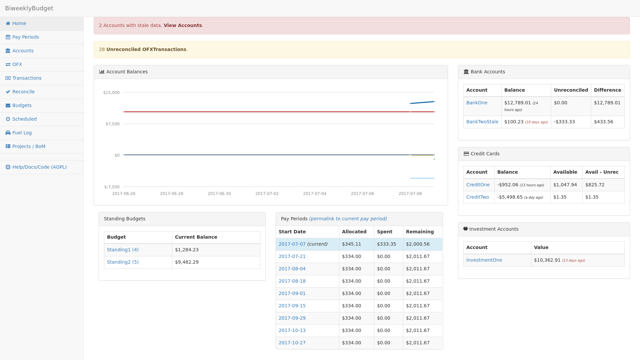 BiweeklyBudget
Home
Pay Periods
Accounts
OFX
Transactions
Reconcile
Budgets
Scheduled
Fuel Log
Projects / BoM
Help/Docs/Code (AGPL)
2 Accounts with stale data. View Accounts.
28 Unreconciled OFXTransactions.
Account Balances
$15,000
$7,500
$0
$-7,500
2017-06-26 2017-06-28 2017-06-30 2017-07-02 2017-07-04 2017-07-06 2017-07-08
Standing Budgets
Budget Current Balance
Standing1 (4) $1,284.23
Standing2 (5) $9,482.29
Pay Periods (permalink to current pay period)
Start Date Allocated Spent Remaining
2017-07-07 (current) $345.11 $333.35 $2,000.56
2017-07-21 $334.00 $0.00 $2,011.67
2017-08-04 $334.00 $0.00 $2,011.67
2017-08-18 $334.00 $0.00 $2,011.67
2017-09-01 $334.00 $0.00 $2,011.67
2017-09-15 $334.00 $0.00 $2,011.67
2017-09-29 $334.00 $0.00 $2,011.67
2017-10-13 $334.00 $0.00 $2,011.67
2017-10-27 $334.00 $0.00 $2,011.67
Bank Accounts
Account Balance Unreconciled Difference
BankOne $12,789.01 (14 hours ago) $0.00 $12,789.01
BankTwoStale $100.23 (18 days ago) -$333.33 $433.56
Credit Cards
Account Balance Available Avail - Unrec
CreditOne -$952.06 (13 hours ago) $1,047.94 $825.72
CreditTwo -$5,498.65 (a day ago) $1.35 $1.35
Investment Accounts
Account Value
InvestmentOne $10,362.91 (13 days ago)